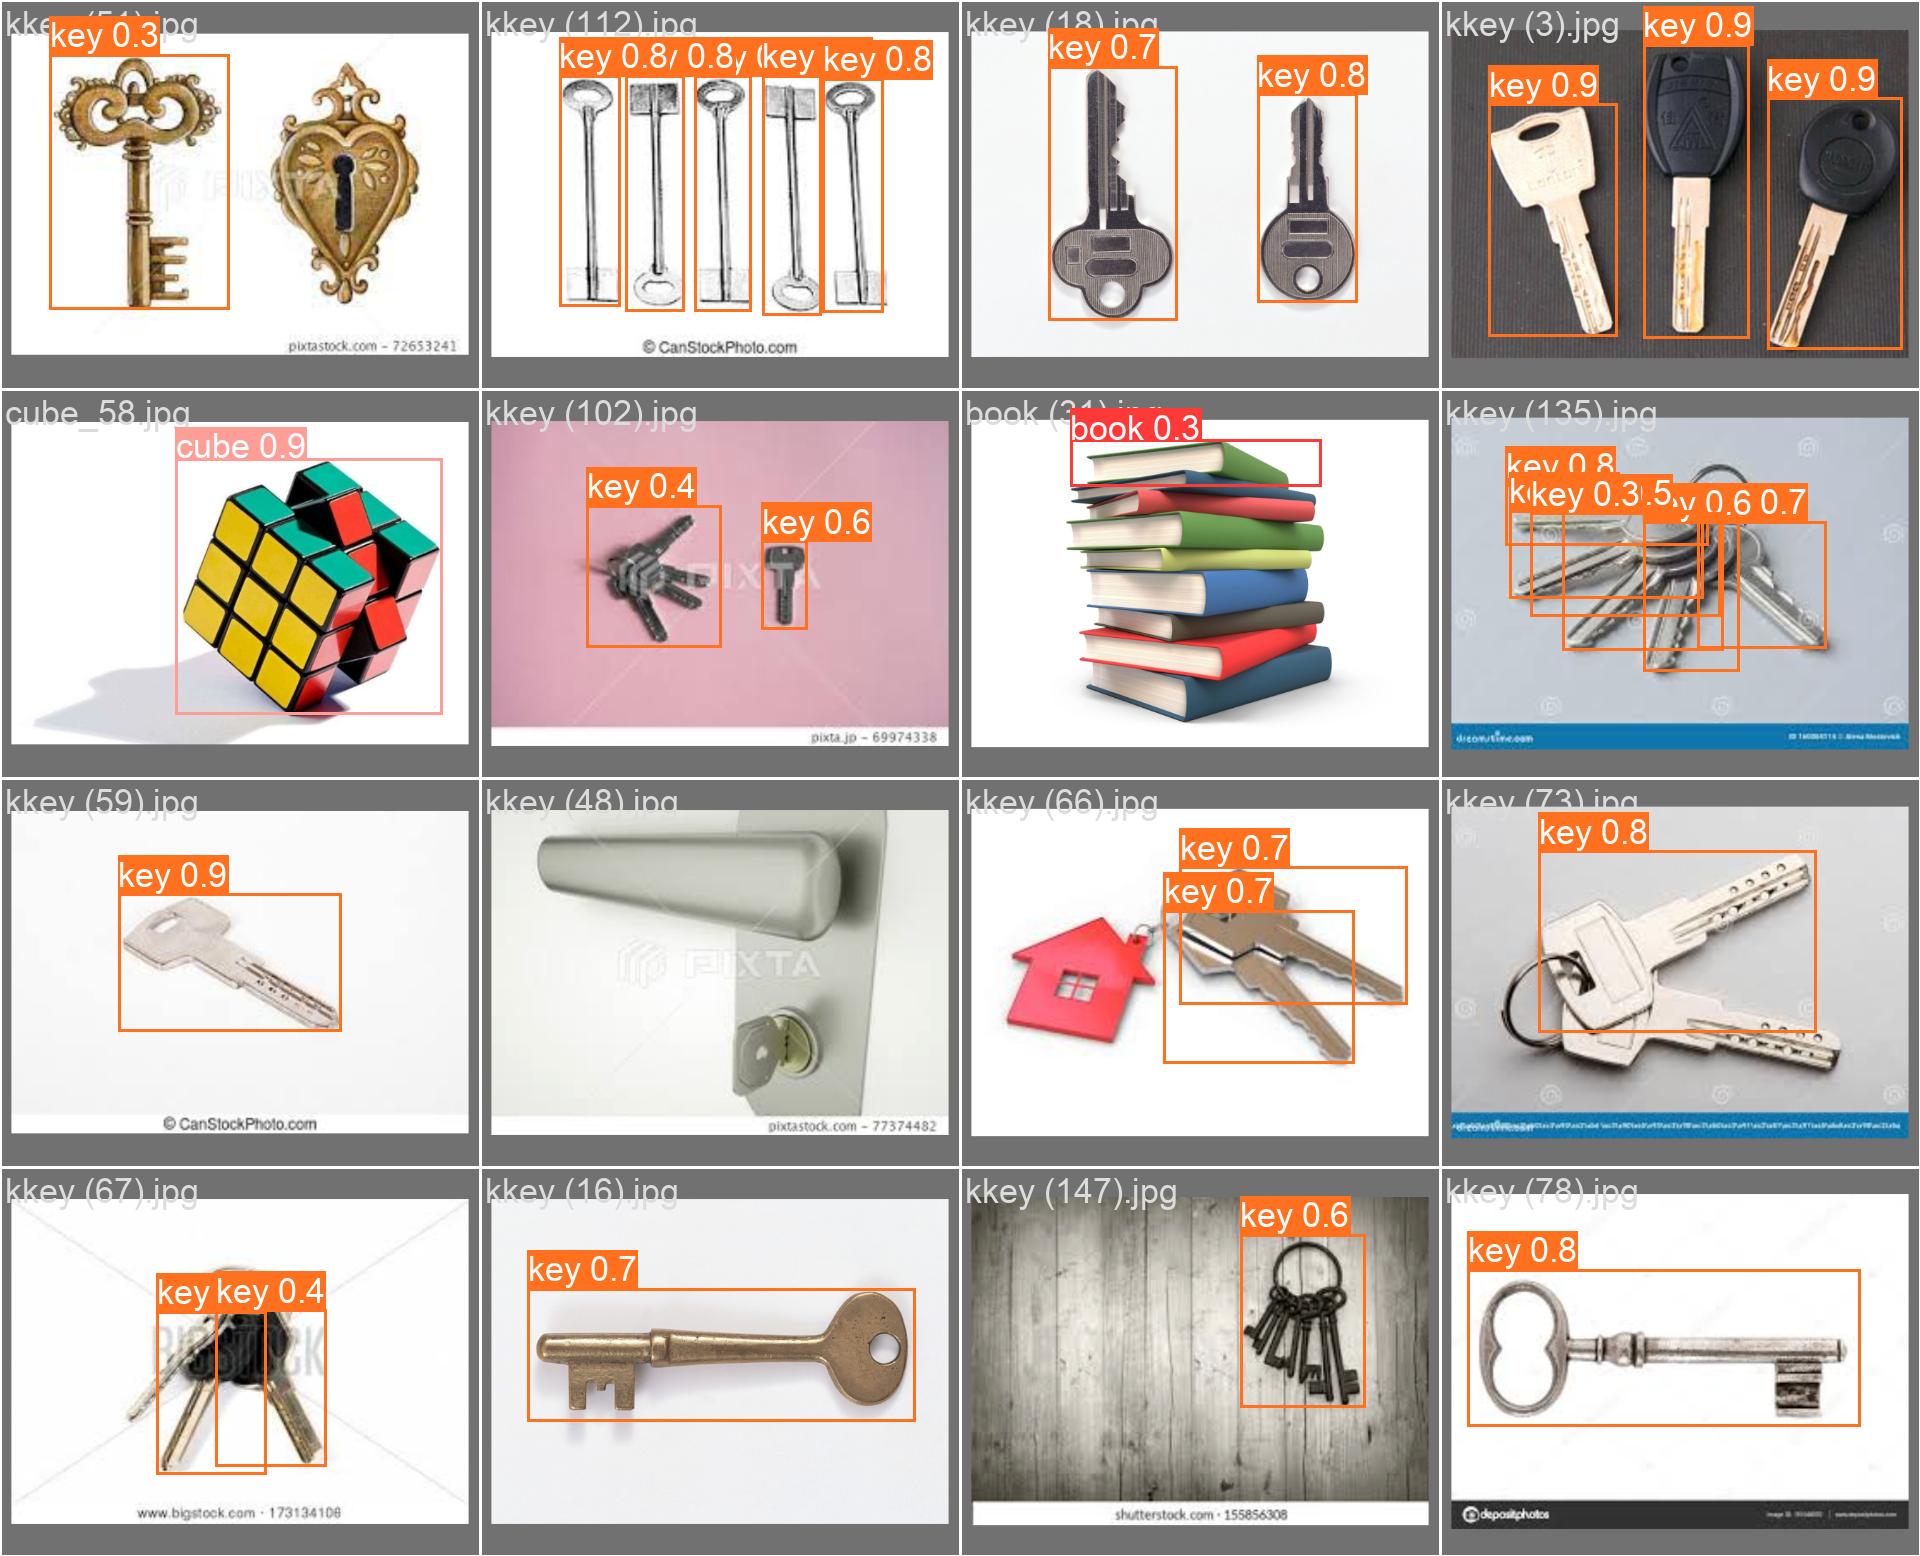 kke (51).jpg
key 0.3
PIXTA
pixtastock.com - 72653241
kkey (112).jpg
key 0.8
0.8
key
key 0.8
© CanStockPhoto.com
kkey (18).jpg
key 0.7
key 0.8
kkey (3).jpg
key 0.9
key 0.9
key 0.9
cube_58.jpg
cube 0.9
kkey (102).jpg
key 0.4
key 0.6
PIXTA
pixta.jp - 69974338
book (31).jpg
book 0.3
kkey (135).jpg
key 0.8
key 0.3
.5
0.6
0.7
dreamstime.com
kkey (59).jpg
key 0.9
© CanStockPhoto.com
kkey (48).jpg
PIXTA
pixtastock.com - 77374482
kkey (66).jpg
key 0.7
key 0.7
kkey (73).jpg
key 0.8
dreamstime.com
kkey (67).jpg
key
key 0.4
BIGSTOCK
www.bigstock.com · 173134106
kkey (16).jpg
key 0.7
kkey (147).jpg
key 0.6
shutterstock.com · 155856308
kkey (78).jpg
key 0.8
depositphotos